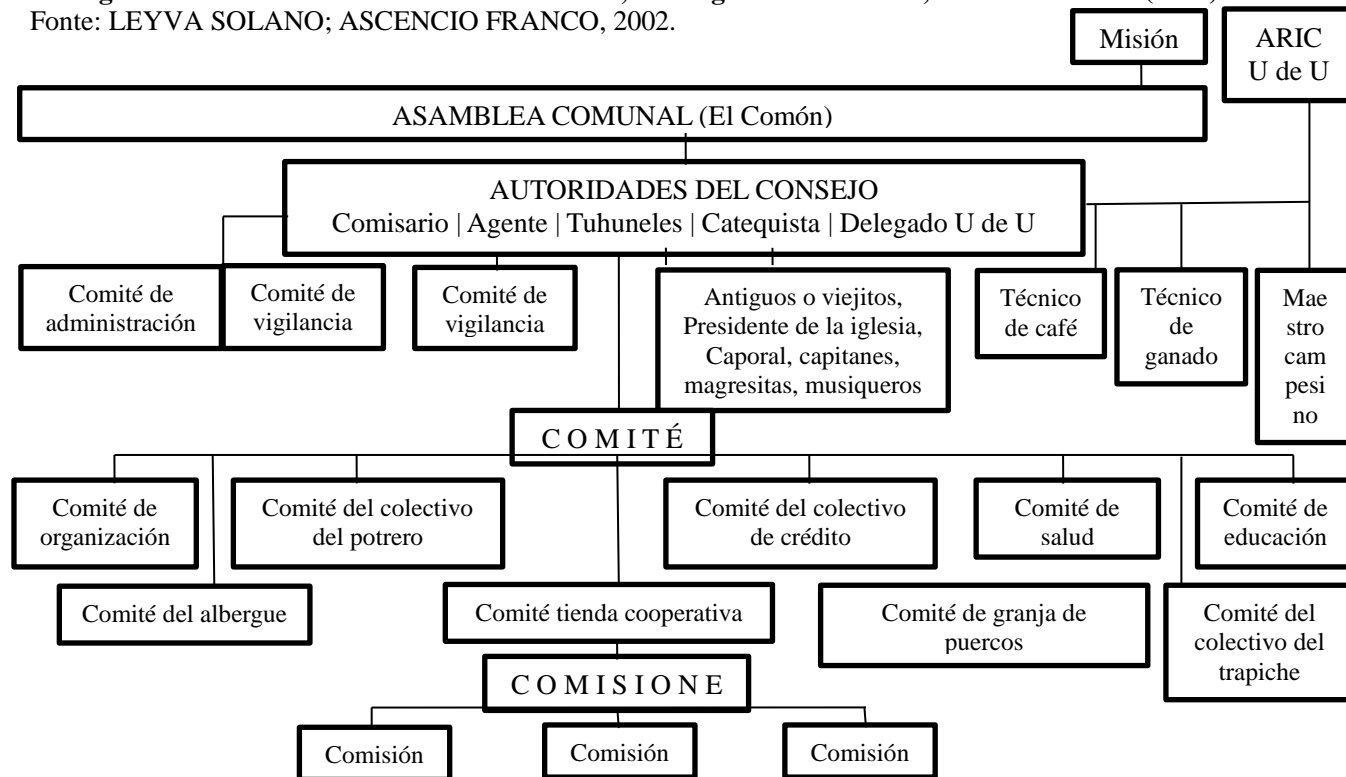 Fonte: LEYVA SOLANO; ASCENCIO FRANCO, 2002.
Misión
ARIC
U de U
ASAMBLEA COMUNAL (El Común)
AUTORIDADES DEL CONSEJO
Comisario | Agente | Tuhuneles | Catequista | Delegado U de U
Comité de
administración
Comité de
vigilancia
Comité de
vigilancia
Antiguos o viejitos,
Presidente de la iglesia,
Caporal, capitanes,
magresitas, musiqueros
Técnico
de café
Técnico
de
ganado
Mae
stro
cam
pesi
no
C O M I T É
Comité de
organización
Comité del colectivo
del potrero
Comité del colectivo
de crédito
Comité de
salud
Comité de
educación
Comité del albergue
Comité tienda cooperativa
Comité de granja de
puercos
Comité del
colectivo del
trapiche
C O M I S I O N E
Comisión
Comisión
Comisión